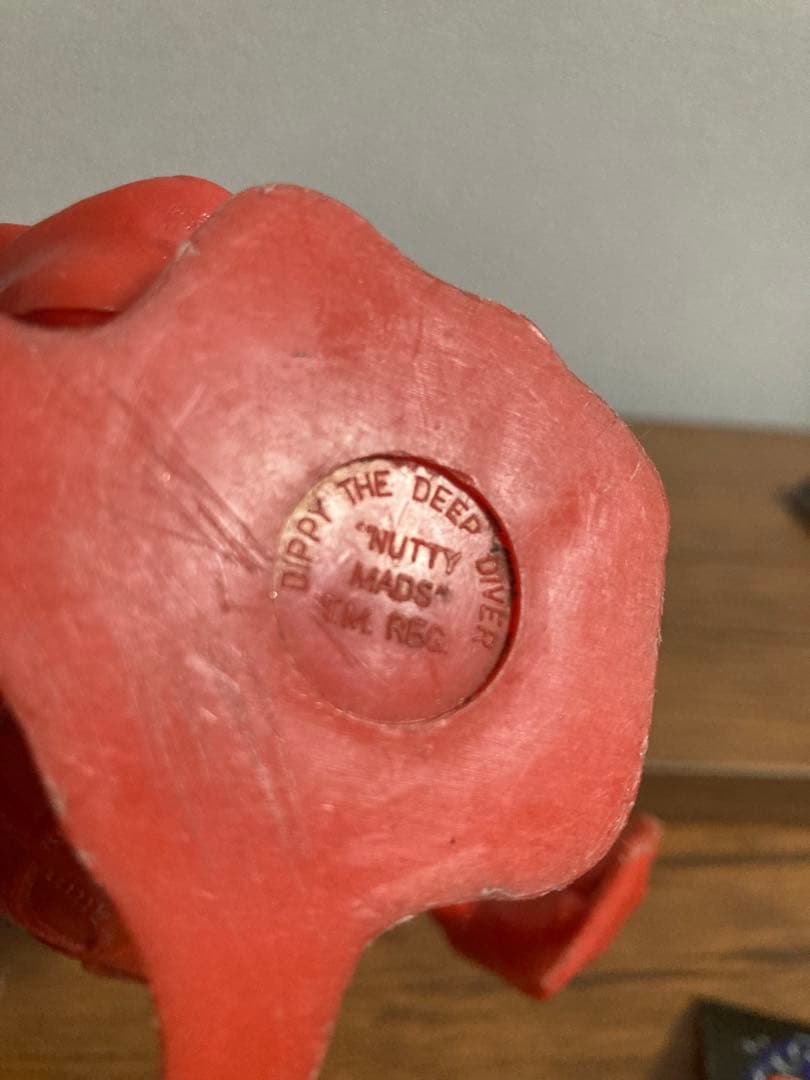 DIPPY THE DEEP DIVER
"NUTTY
MADS"
T.M. REG.